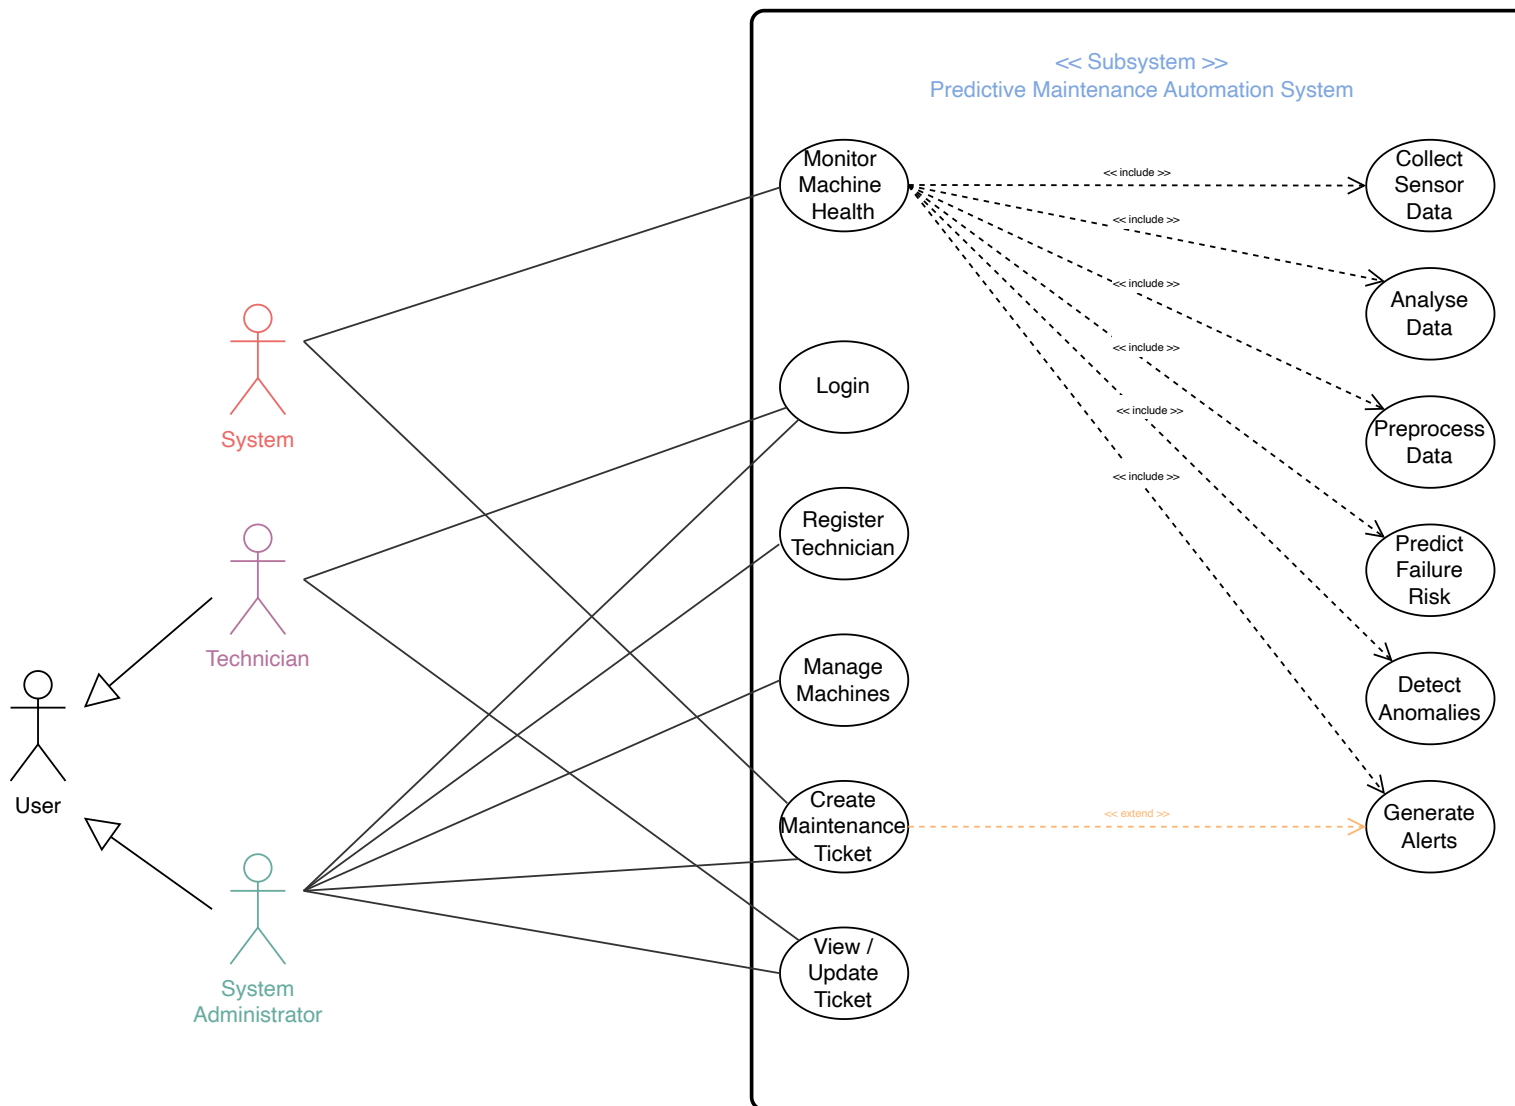 << Subsystem >>
Predictive Maintenance Automation System
Monitor
Machine
Health
<< include >>
Collect
Sensor
Data
<< include >>
Analyse
Data
<< include >>
Preprocess
Data
<< include >>
Predict
Failure
Risk
<< include >>
Detect
Anomalies
<< include >>
Generate
Alerts
<< extend >>
System
Login
Register
Technician
Technician
Manage
Machines
User
Create
Maintenance
Ticket
View /
Update
Ticket
System
Administrator